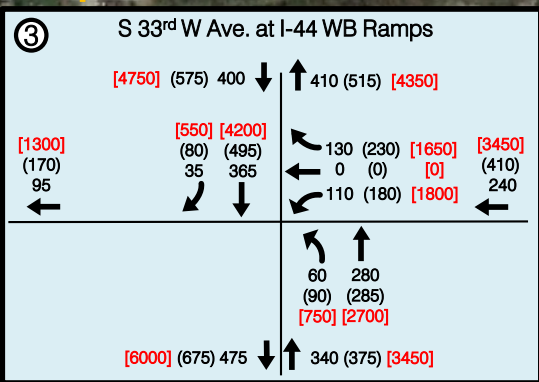 ③ S 33rd W Ave. at I-44 WB Ramps
[4750] (575) 400 410 (515) [4350]
[1300]
(170)
95
[550] [4200]
(80) (495)
35 365
130 (230) [1650]
0 (0) [0]
110 (180) [1800]
[3450]
(410)
240
60 280
(90) (285)
[750] [2700]
[6000] (675) 475 340 (375) [3450]